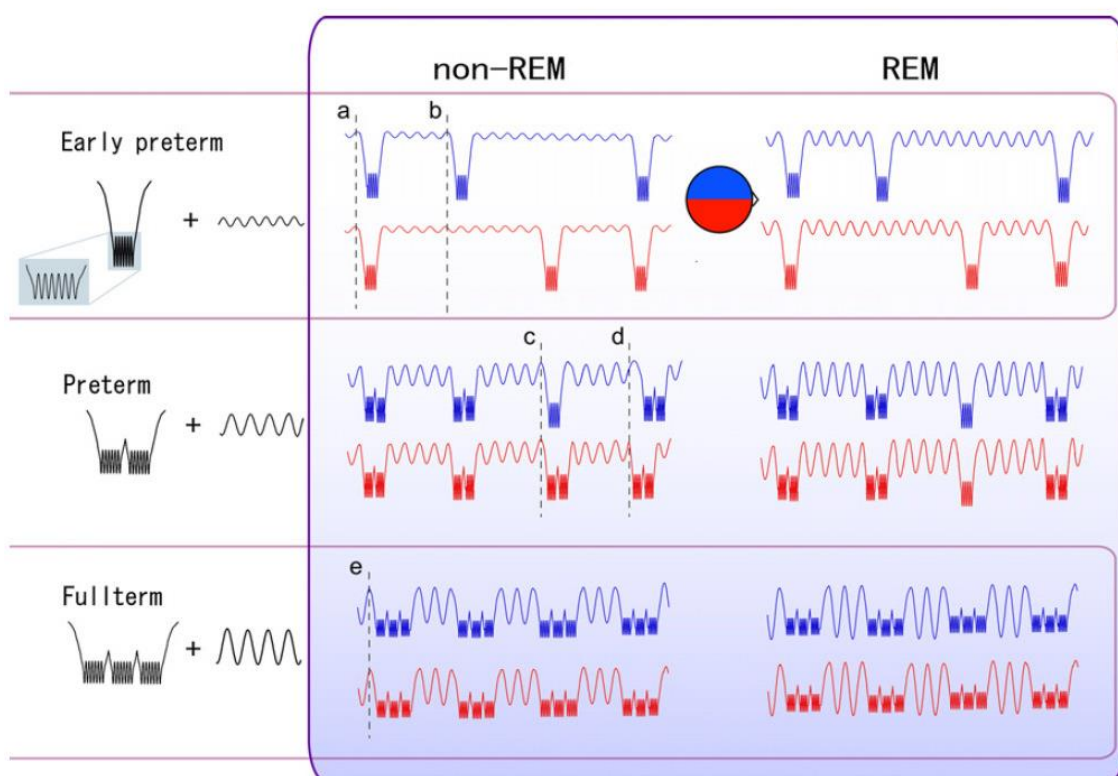 non-REM REM
a b
Early preterm
+
c d
Preterm
+
e
Fullterm
+